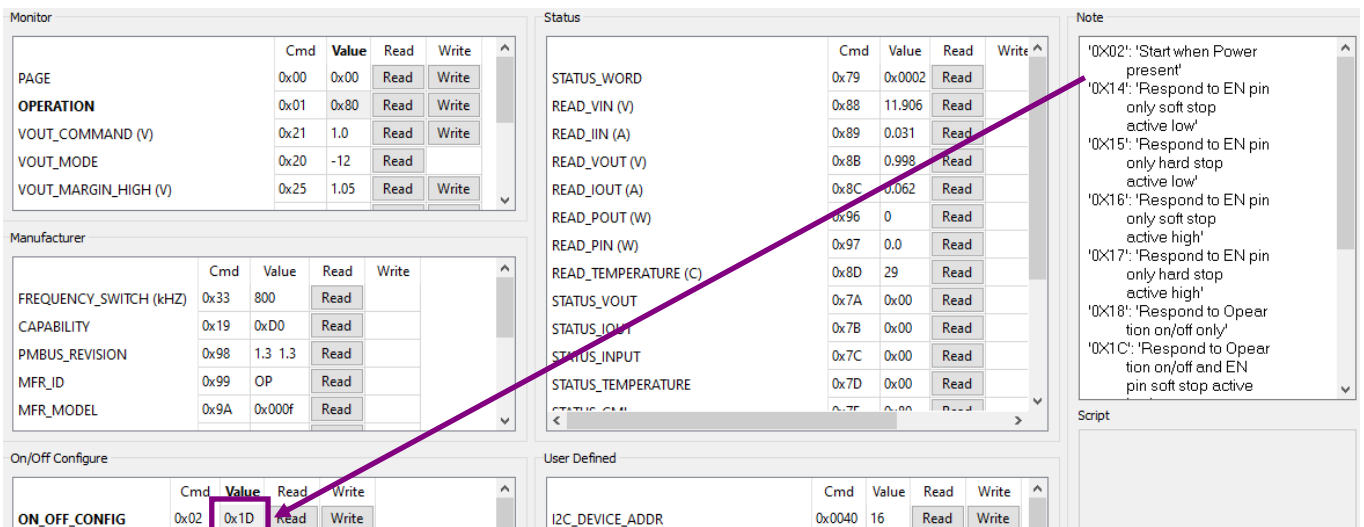 Monitor
Cmd Value Read Write
PAGE 0x00 0x00 Read Write
OPERATION 0x01 0x80 Read Write
VOUT_COMMAND (V) 0x21 1.0 Read Write
VOUT_MODE 0x20 -12 Read
VOUT_MARGIN_HIGH (V) 0x25 1.05 Read Write
Manufacturer
Cmd Value Read Write
FREQUENCY_SWITCH (kHZ) 0x33 800 Read
CAPABILITY 0x19 0xD0 Read
PMBUS_REVISION 0x98 1.3 1.3 Read
MFR_ID 0x99 OP Read
MFR_MODEL 0x9A 0x000f Read
On/Off Configure
Cmd Value Read Write
ON_OFF_CONFIG 0x02 0x1D Read Write
Status
Cmd Value Read Write
STATUS_WORD 0x79 0x0002 Read
READ_VIN (V) 0x88 11.906 Read
READ_IIN (A) 0x89 0.031 Read
READ_VOUT (V) 0x8B 0.998 Read
READ_IOUT (A) 0x8C 0.062 Read
READ_POUT (W) 0x96 0 Read
READ_PIN (W) 0x97 0.0 Read
READ_TEMPERATURE (C) 0x8D 29 Read
STATUS_VOUT 0x7A 0x00 Read
STATUS_IOUT 0x7B 0x00 Read
STATUS_INPUT 0x7C 0x00 Read
STATUS_TEMPERATURE 0x7D 0x00 Read
User Defined
Cmd Value Read Write
I2C_DEVICE_ADDR 0x0040 16 Read Write
Note
'0X02': 'Start when Power
present'
'0X14': 'Respond to EN pin
only soft stop
active low'
'0X15': 'Respond to EN pin
only hard stop
active low'
'0X16': 'Respond to EN pin
only soft stop
active high'
'0X17': 'Respond to EN pin
only hard stop
active high'
'0X18': 'Respond to Opear
tion on/off only'
'0X1C': 'Respond to Opear
tion on/off and EN
pin soft stop active
Script